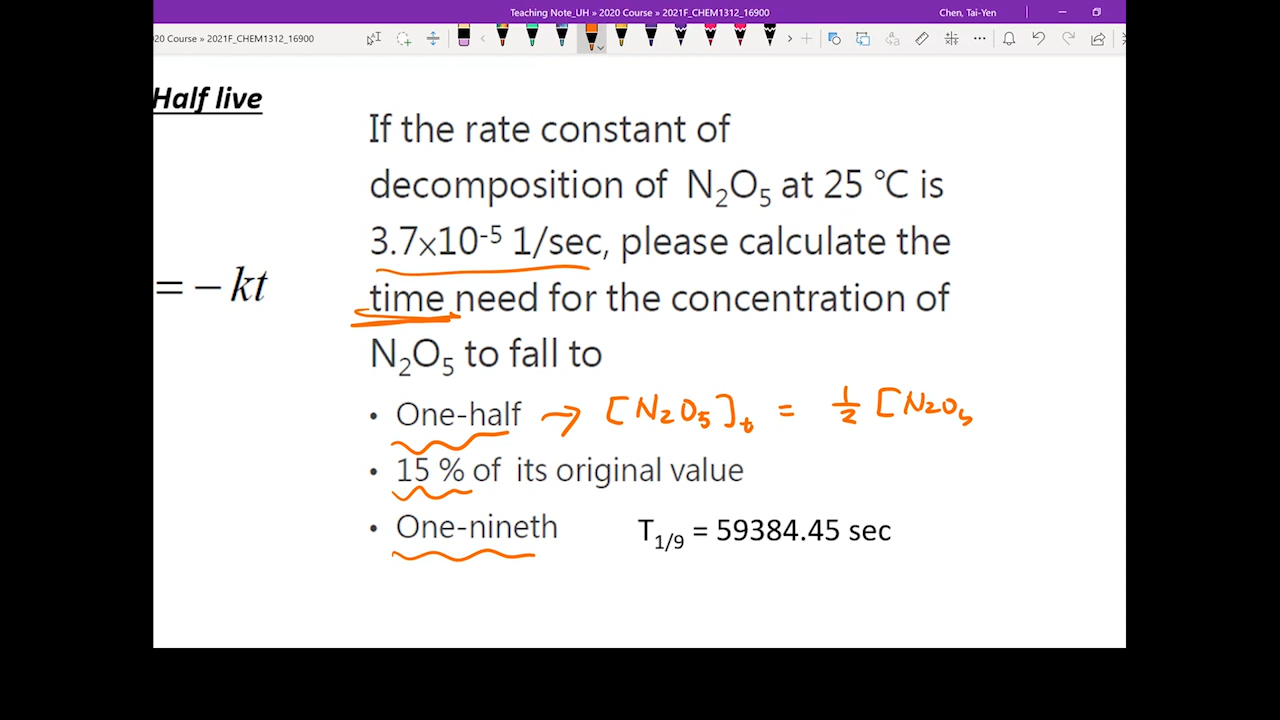 Teaching Note_UH » 2020 Course » 2021F_CHEM1312_16900
Chen, Tai-Yen
20 Course » 2021F_CHEM1312_16900
Half live
If the rate constant of
decomposition of N₂O₅ at 25 ℃ is
3.7×10⁻⁵ 1/sec, please calculate the
= − kt
time need for the concentration of
N₂O₅ to fall to
• One-half → [N₂O₅]ₜ = 1/2 [N₂O₅
• 15 % of its original value
• One-nineth T₁/₉ = 59384.45 sec